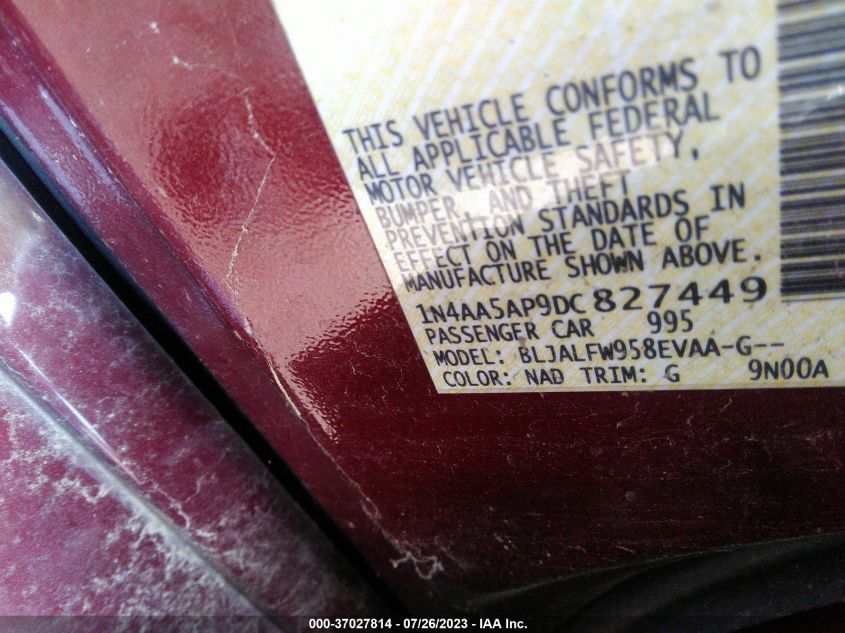 THIS VEHICLE CONFORMS TO
ALL APPLICABLE FEDERAL
MOTOR VEHICLE SAFETY,
BUMPER, AND THEFT
PREVENTION STANDARDS IN
EFFECT ON THE DATE OF
MANUFACTURE SHOWN ABOVE.
1N4AA5AP9DC827449
PASSENGER CAR 995
MODEL: BLJALFW958EVAA-G--
COLOR: NAD TRIM: G 9N00A
000-37027814 - 07/26/2023 - IAA Inc.